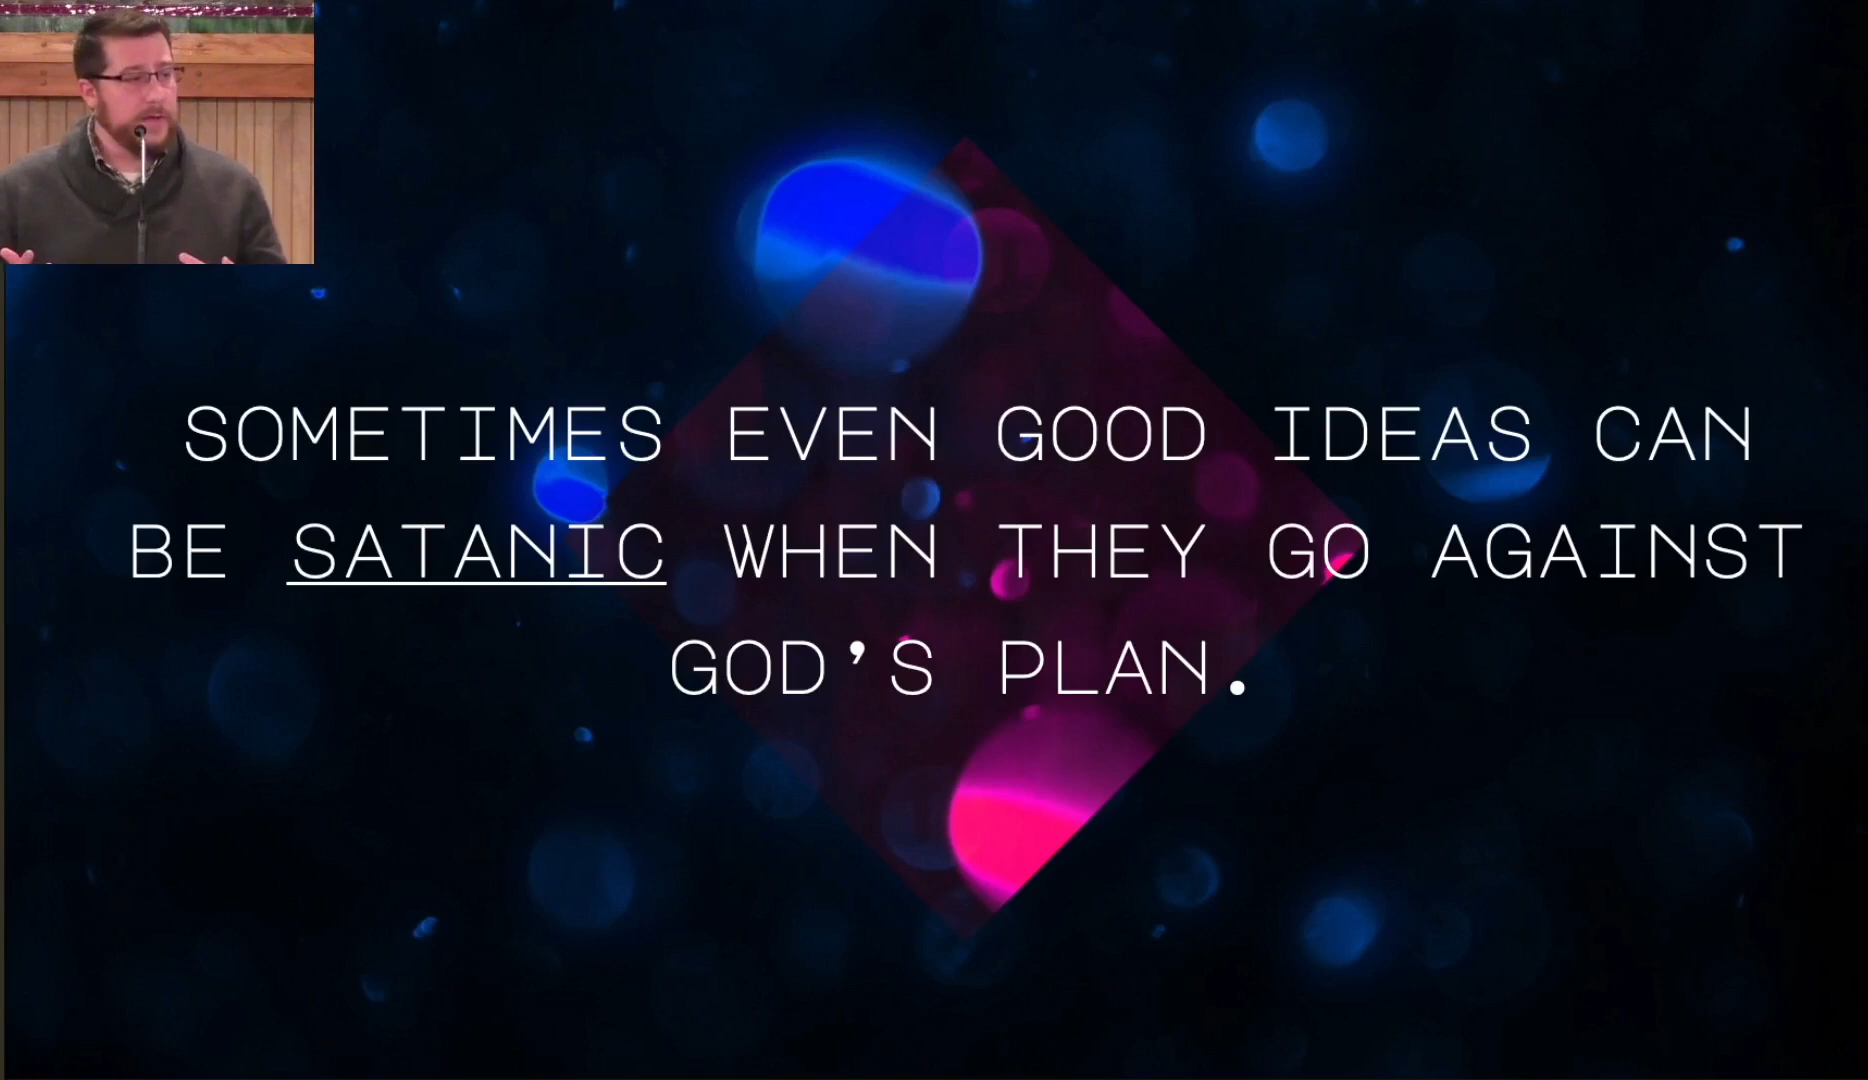 SOMETIMES EVEN GOOD IDEAS CAN
BE SATANIC WHEN THEY GO AGAINST
GOD'S PLAN.